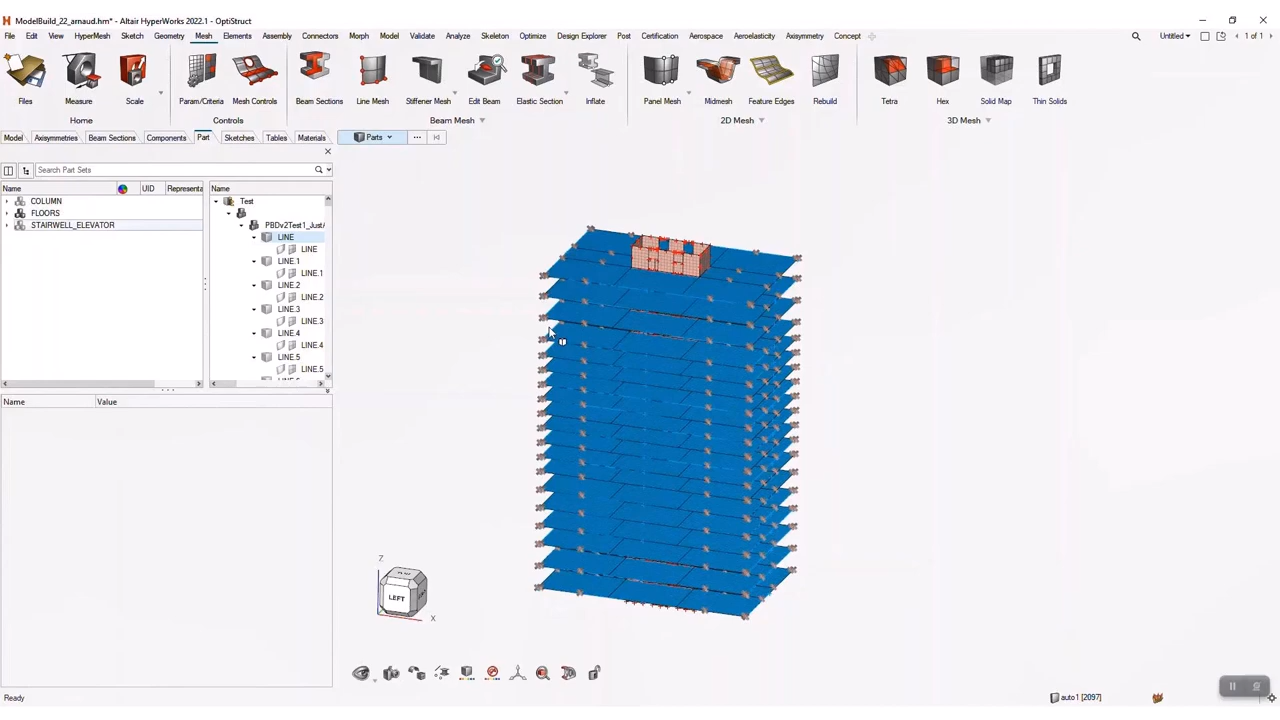 ModelBuild_22_arnaud.hm* - Altair HyperWorks 2022.1 - OptiStruct
File Edit View HyperMesh Sketch Geometry Mesh Elements Assembly Connectors Morph Model Validate Analyze Skeleton Optimize Design Explorer Post Certification Aerospace Aeroelasticity Axisymmetry Concept Untitled 1 of 1
Files Measure Scale Param/Criteria Mesh Controls Beam Sections Line Mesh Stiffener Mesh Edit Beam Elastic Section Inflate Panel Mesh Midmesh Feature Edges Rebuild Tetra Hex Solid Map Thin Solids
Home Controls Beam Mesh 2D Mesh 3D Mesh
Model Axisymmetries Beam Sections Components Part Sketches Tables Materials Parts
Search Part Sets
Name UID Representa Name
COLUMN Test
FLOORS
STAIRWELL_ELEVATOR PBDv2Test1_Just
LINE
LINE
LINE.1
LINE.1
LINE.2
LINE.2
LINE.3
LINE.3
LINE.4
LINE.4
LINE.5
LINE.5
Name Value
Z
LEFT
X
Ready auto1 [2097]